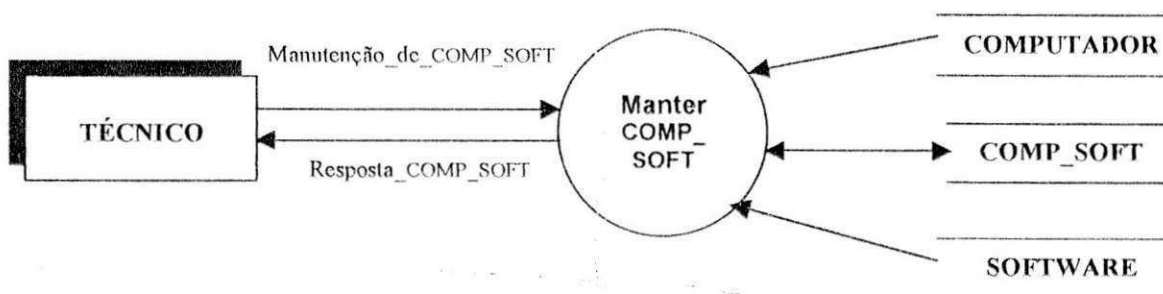 TÉCNICO
Manutenção_de_COMP_SOFT
Resposta_COMP_SOFT
Manter
COMP_
SOFT
COMPUTADOR
COMP_SOFT
SOFTWARE